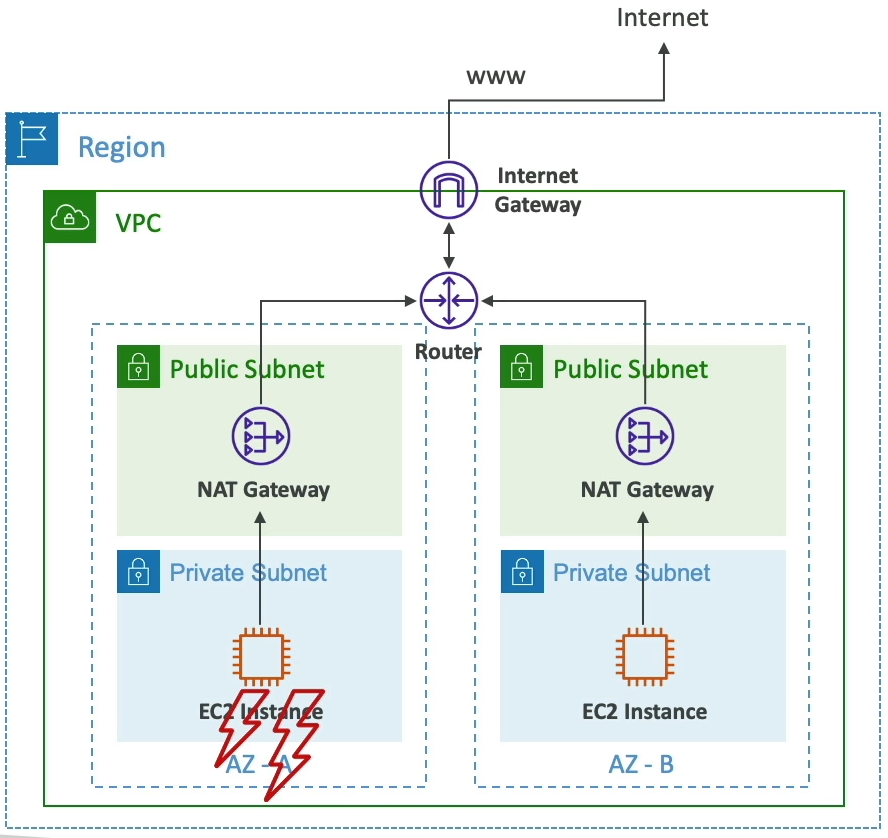 Internet
www
Region
Internet
Gateway
VPC
Router
Public Subnet
NAT Gateway
Private Subnet
EC2 Instance
AZ - A
Public Subnet
NAT Gateway
Private Subnet
EC2 Instance
AZ - B